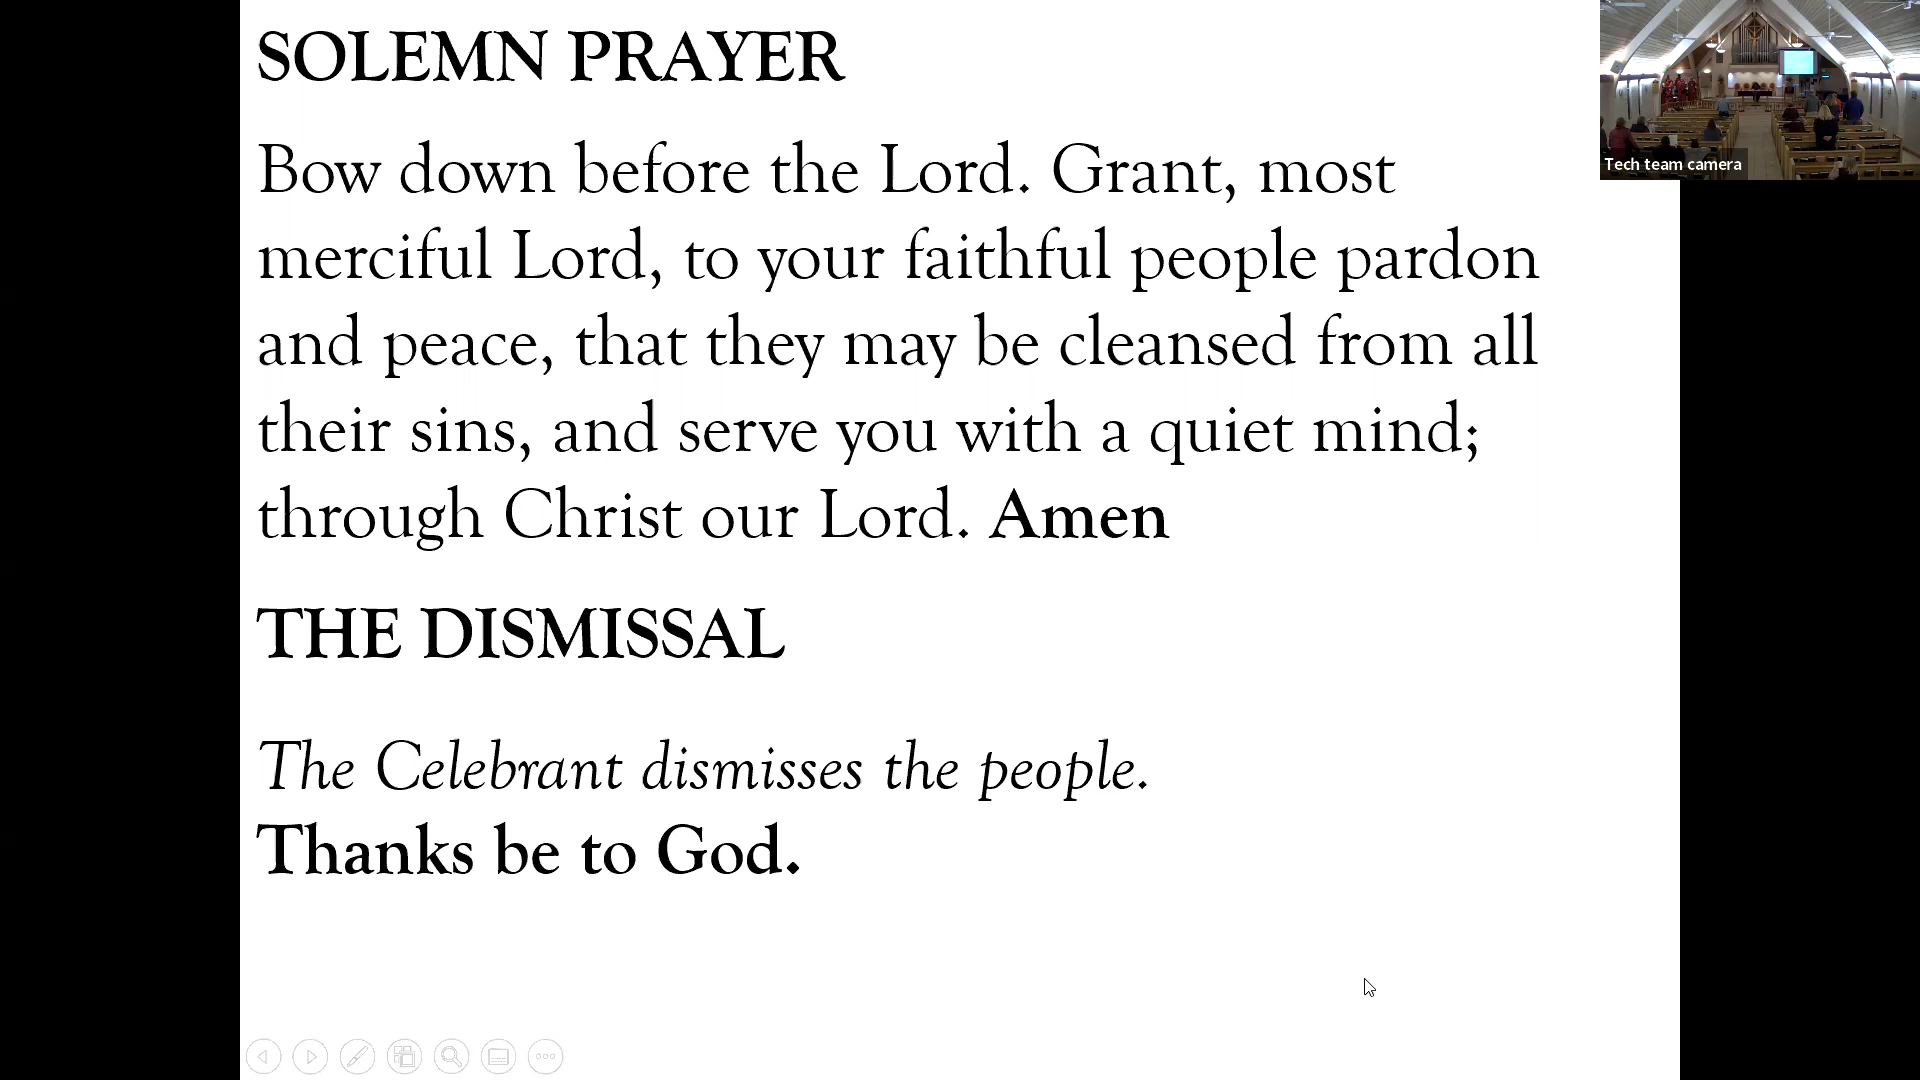 SOLEMN PRAYER
Bow down before the Lord. Grant, most
merciful Lord, to your faithful people pardon
and peace, that they may be cleansed from all
their sins, and serve you with a quiet mind;
through Christ our Lord. Amen
THE DISMISSAL
The Celebrant dismisses the people.
Thanks be to God.
Tech team camera